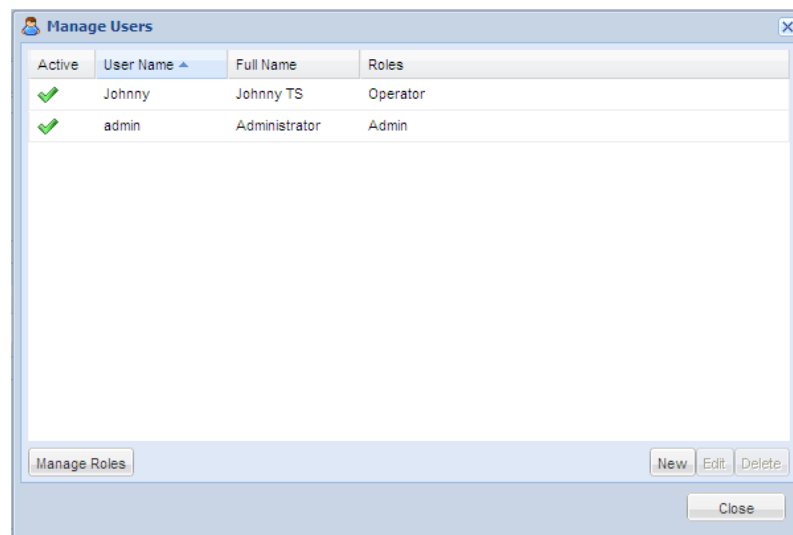 Manage Users
Active User Name Full Name Roles
Johnny Johnny TS Operator
admin Administrator Admin
Manage Roles New Edit Delete
Close